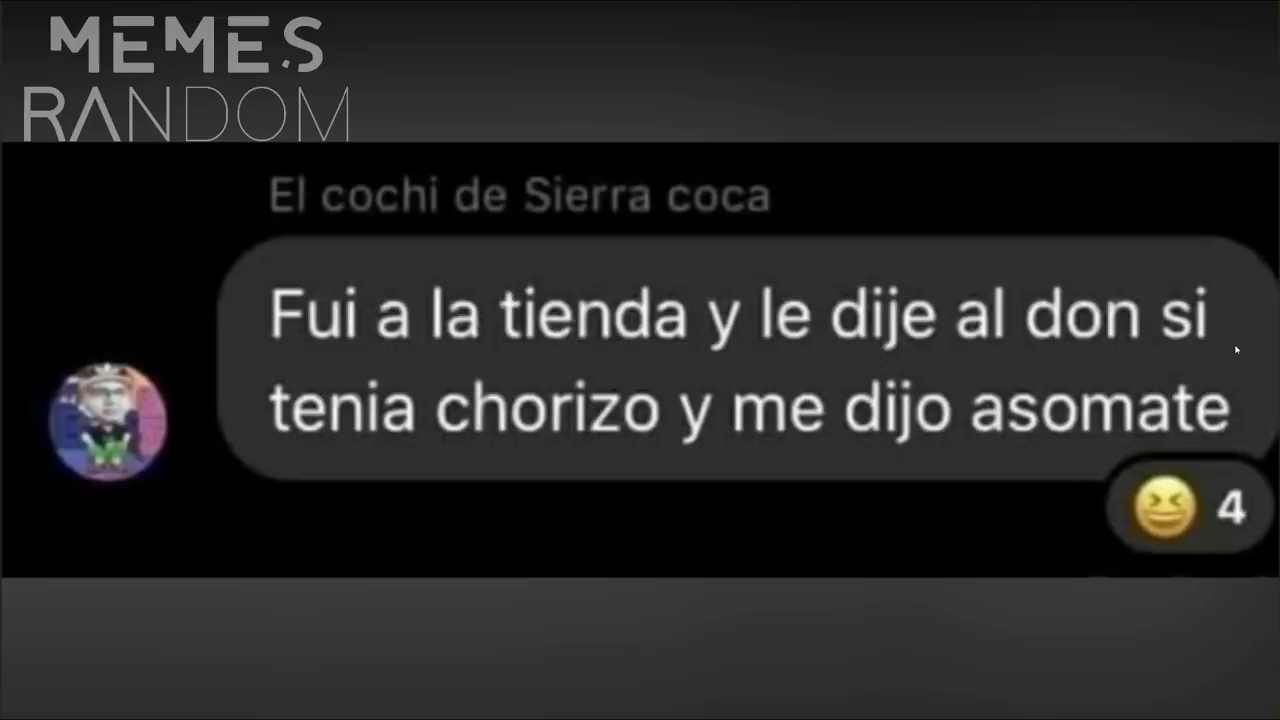 MEMES
RANDOM
El cochi de Sierra coca
Fui a la tienda y le dije al don si
tenia chorizo y me dijo asomate
4